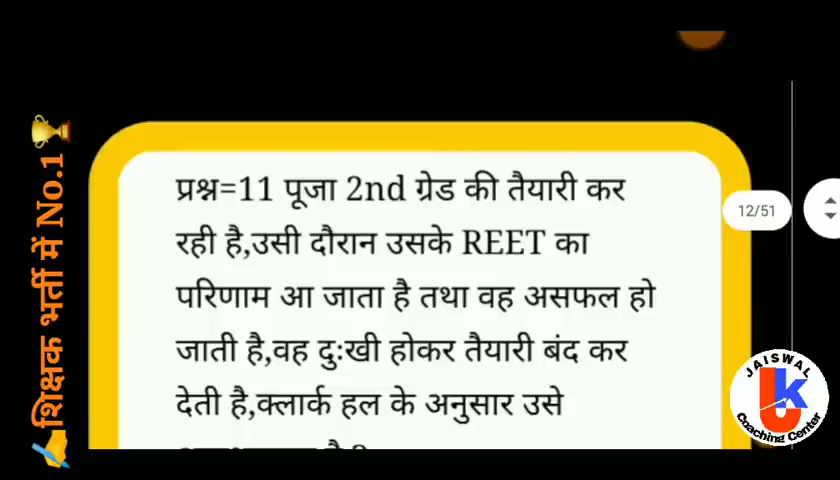 ✍️शिक्षक भर्ती में No.1🏆
प्रश्न=11 पूजा 2nd ग्रेड की तैयारी कर
रही है,उसी दौरान उसके REET का
परिणाम आ जाता है तथा वह असफल हो
जाती है,वह दुःखी होकर तैयारी बंद कर
देती है,क्लार्क हल के अनुसार उसे
12/51
JAISWAL
UK
Coaching Center